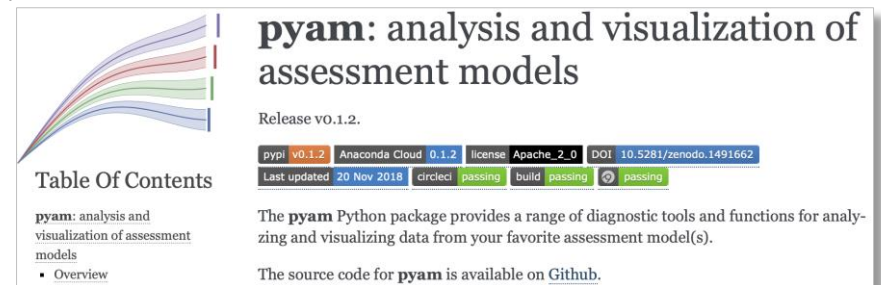 pyam: analysis and visualization of
assessment models
Release v0.1.2.
pypi v0.1.2 Anaconda Cloud 0.1.2 license Apache_2_0 DOI 10.5281/zenodo.1491662
Last updated 20 Nov 2018 circleci passing build passing passing
The pyam Python package provides a range of diagnostic tools and functions for analy-
zing and visualizing data from your favorite assessment model(s).
The source code for pyam is available on Github.
Table Of Contents
pyam: analysis and
visualization of assessment
models
▪ Overview